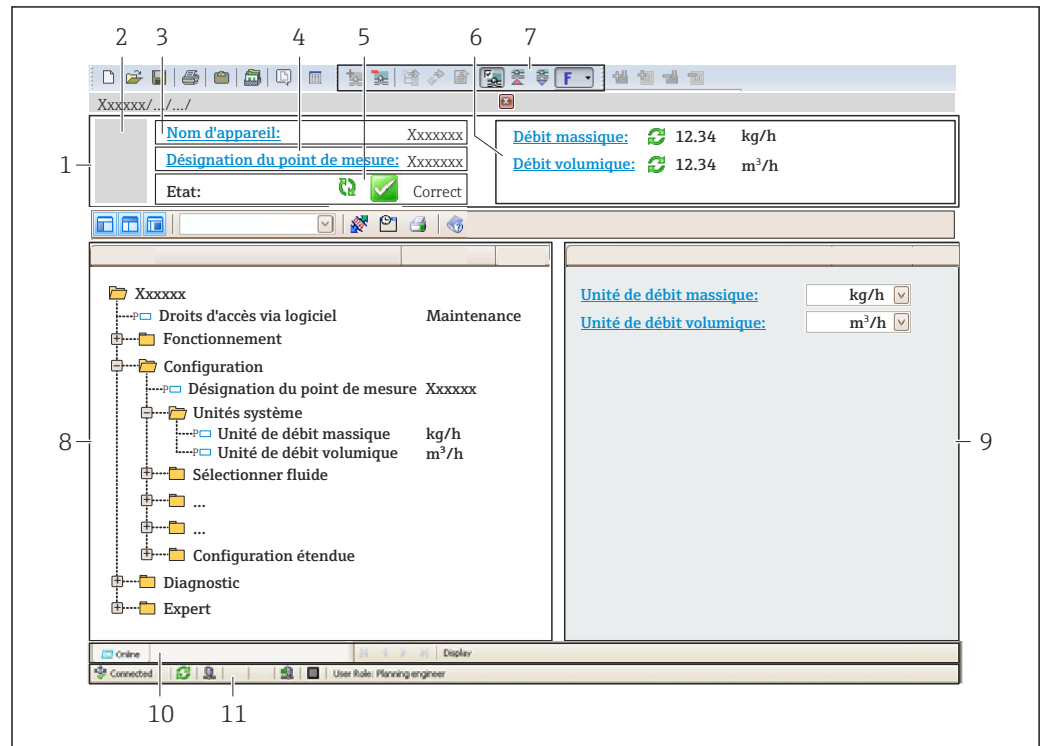 2 3 4 5 6 7
F
Xxxxxx/.../.../
1
Nom d'appareil: Xxxxxxx
Désignation du point de mesure: Xxxxxxx
Etat: Correct
Débit massique: 12.34 kg/h
Débit volumique: 12.34 m³/h
8
Xxxxxx
P Droits d'accès via logiciel Maintenance
Fonctionnement
Configuration
P Désignation du point de mesure Xxxxxx
Unités système
P Unité de débit massique kg/h
P Unité de débit volumique m³/h
Sélectionner fluide
...
...
Configuration étendue
Diagnostic
Expert
Unité de débit massique: kg/h
Unité de débit volumique: m³/h
9
Online Display
Connected User Role: Planning engineer
10 11